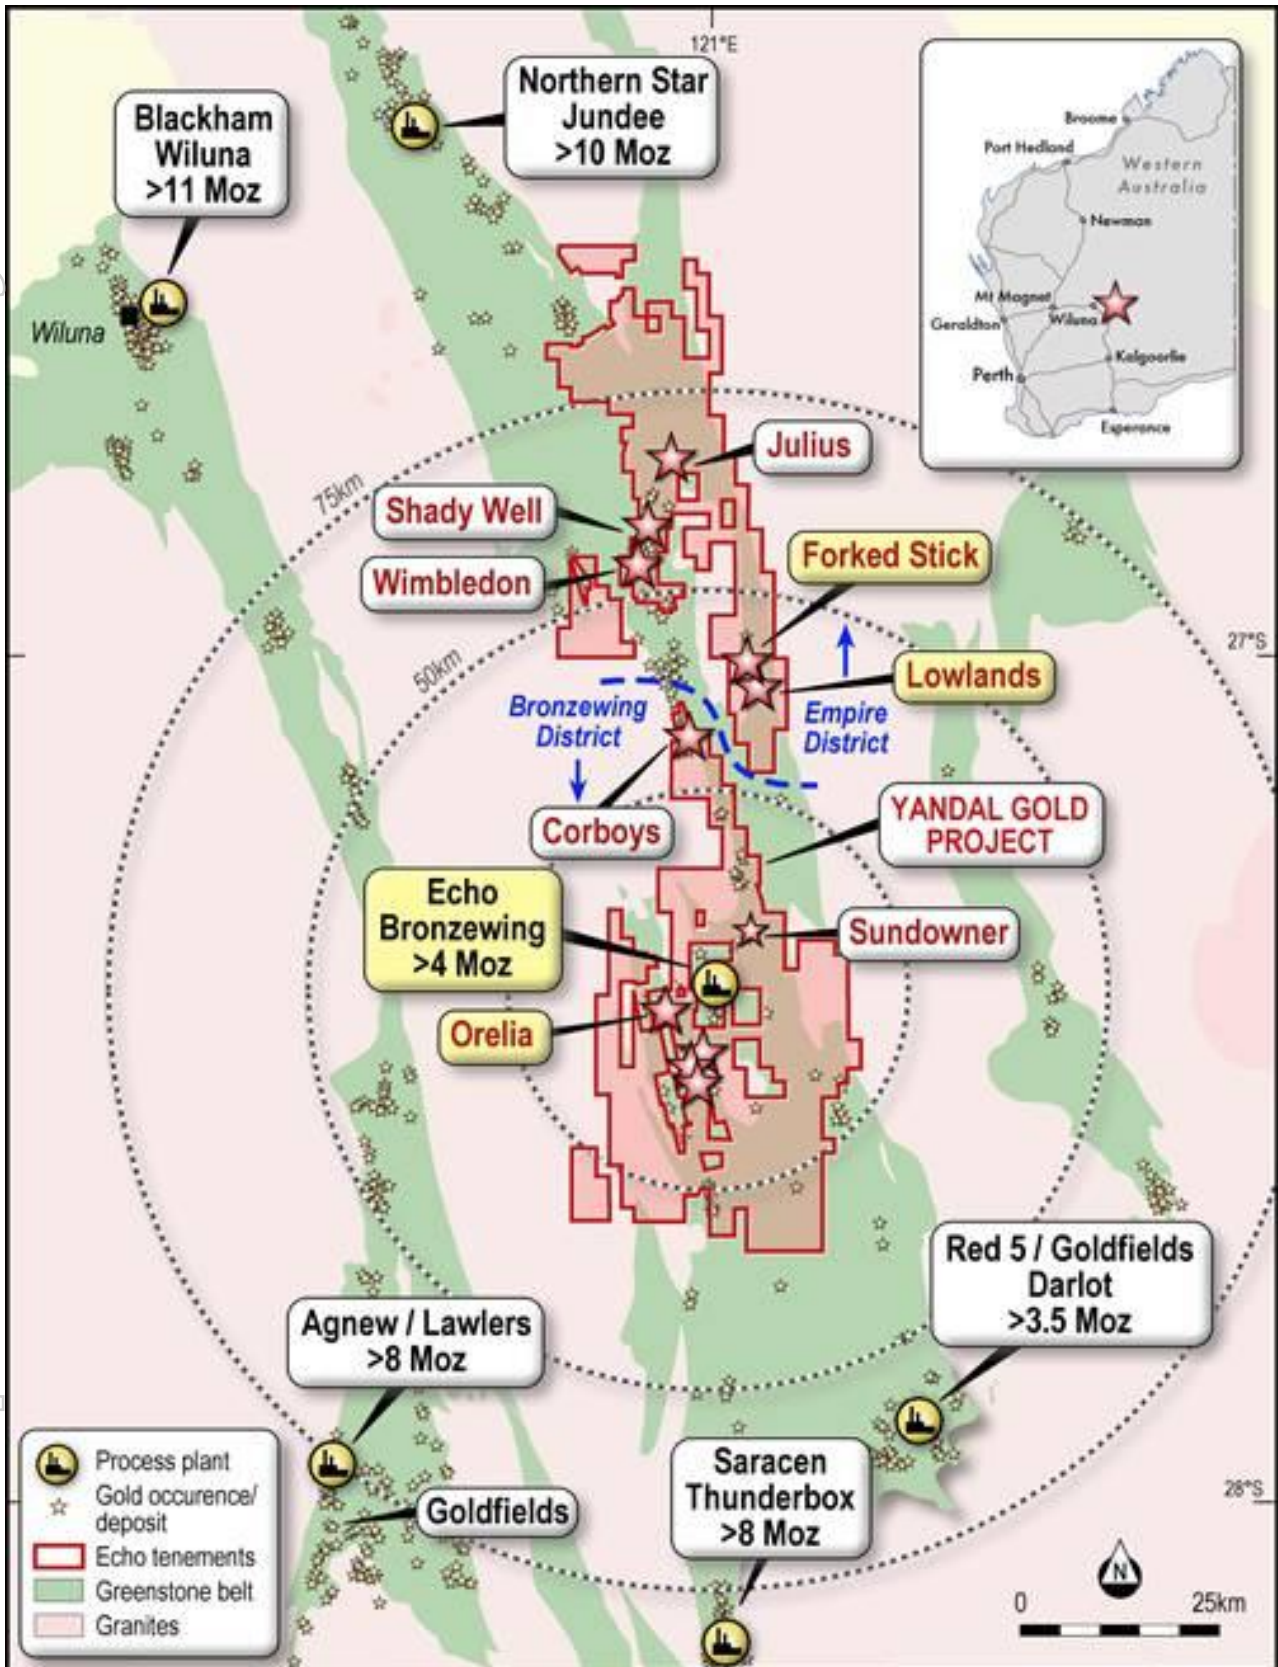 121°E
Northern Star
Jundee
>10 Moz
Blackham
Wiluna
>11 Moz
Wiluna
Broome
Port Hedland
Western
Australia
Newman
Mt Magnet
Wiluna
Geraldton
Kalgoorlie
Perth
Esperance
75km
Julius
Shady Well
Wimbledon
Forked Stick
50km
27°S
Lowlands
Bronzewing
District
Empire
District
Corboys
YANDAL GOLD
PROJECT
Echo
Bronzewing
>4 Moz
Sundowner
Orelia
Red 5 / Goldfields
Darlot
>3.5 Moz
Agnew / Lawlers
>8 Moz
Saracen
Thunderbox
>8 Moz
Goldfields
28°S
Process plant
Gold occurence/
deposit
Echo tenements
Greenstone belt
Granites
N
0 25km